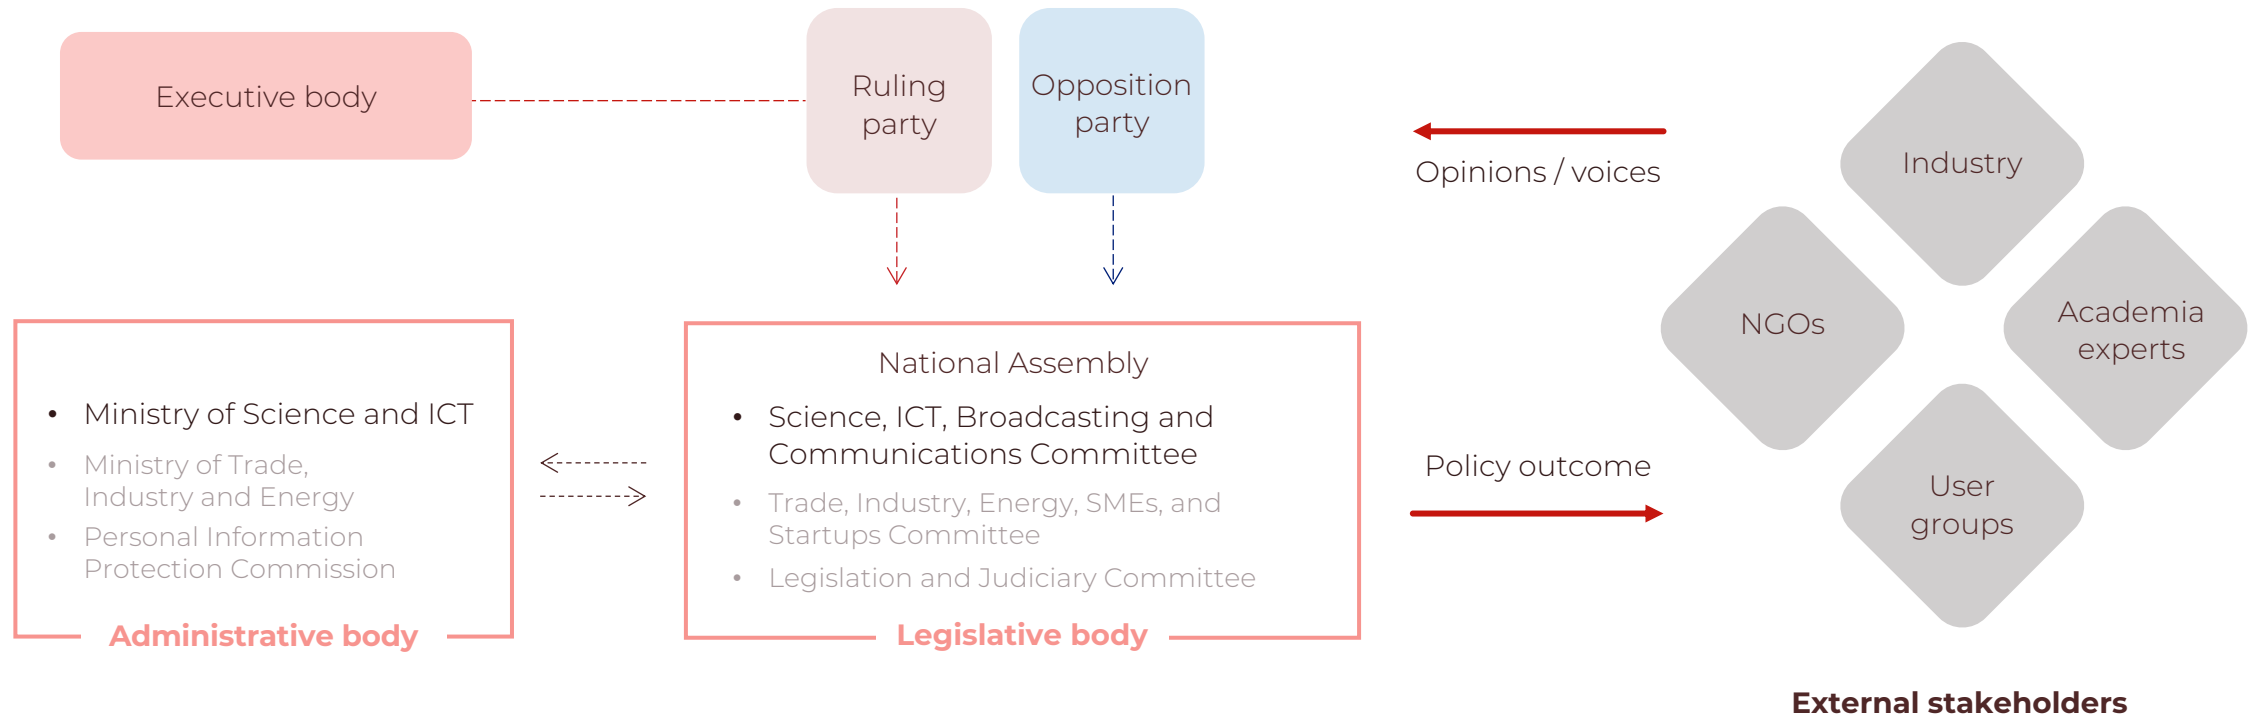 Executive body
Ruling
party
Opposition
party
Opinions / voices
Industry
NGOs
Academia
experts
User
groups
External stakeholders
• Ministry of Science and ICT
• Ministry of Trade,
Industry and Energy
• Personal Information
Protection Commission
Administrative body
National Assembly
• Science, ICT, Broadcasting and
Communications Committee
• Trade, Industry, Energy, SMEs, and
Startups Committee
• Legislation and Judiciary Committee
Legislative body
Policy outcome